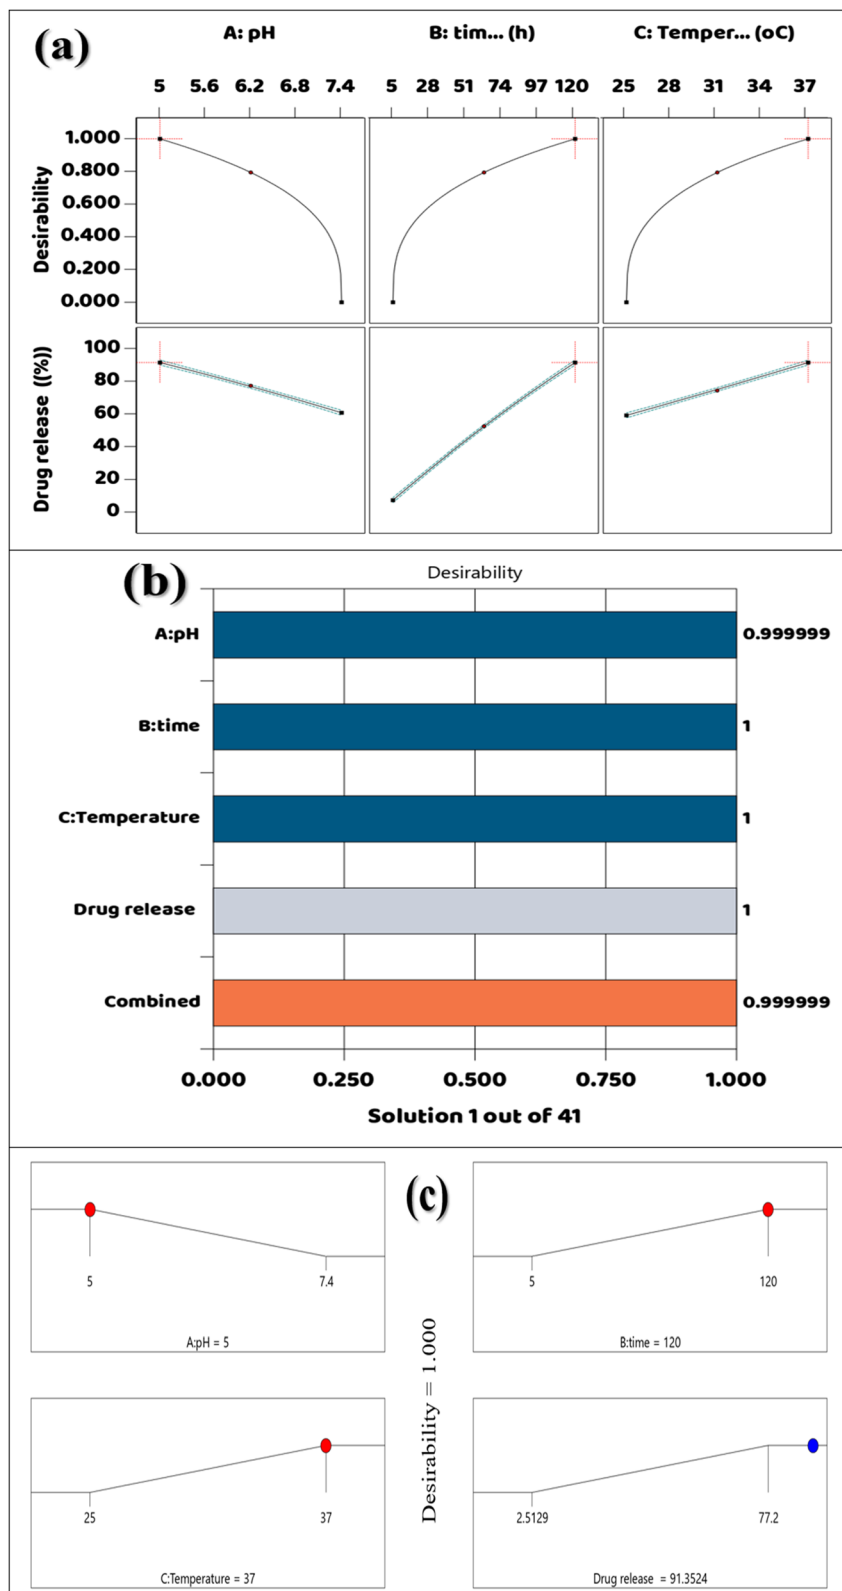 (a)
A: pH
B: tim... (h)
C: Temper... (oC)
5 5.6 6.2 6.8 7.4
5 28 51 74 97 120
25 28 31 34 37
Desirability
1.000
0.800
0.600
0.400
0.200
0.000
Drug release ((%))
100
80
60
40
20
0
(b)
Desirability
A:pH 0.999999
B:time 1
C:Temperature 1
Drug release 1
Combined 0.999999
0.000 0.250 0.500 0.750 1.000
Solution 1 out of 41
(c)
5 7.4
A:pH = 5
5 120
B:time = 120
Desirability = 1.000
25 37
C:Temperature = 37
2.5129 77.2
Drug release = 91.3524